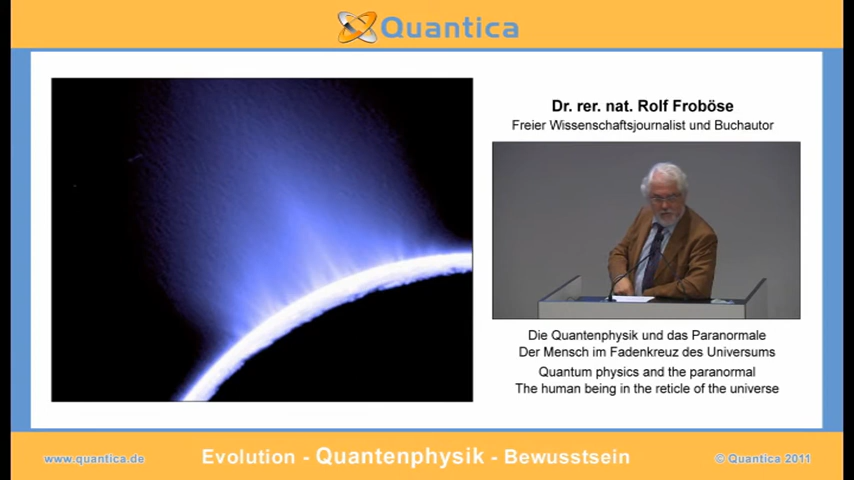 Quantica
Dr. rer. nat. Rolf Froböse
Freier Wissenschaftsjournalist und Buchautor
Die Quantenphysik und das Paranormale
Der Mensch im Fadenkreuz des Universums
Quantum physics and the paranormal
The human being in the reticle of the universe
www.quantica.de
Evolution - Quantenphysik - Bewusstsein
© Quantica 2011